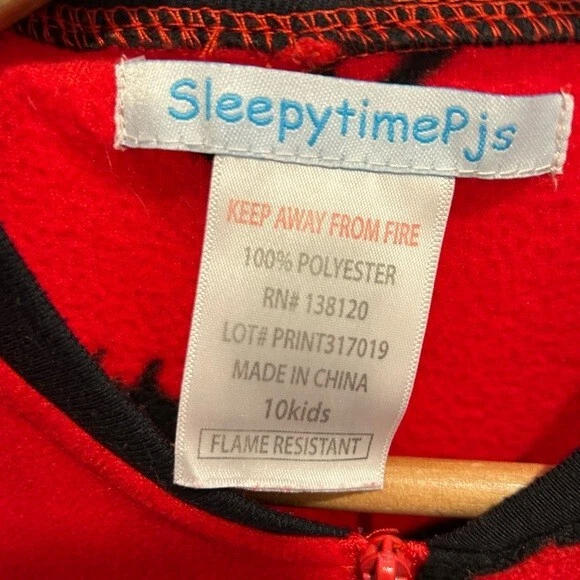 SleepytimePjs
KEEP AWAY FROM FIRE
100% POLYESTER
RN# 138120
LOT# PRINT317019
MADE IN CHINA
10kids
FLAME RESISTANT